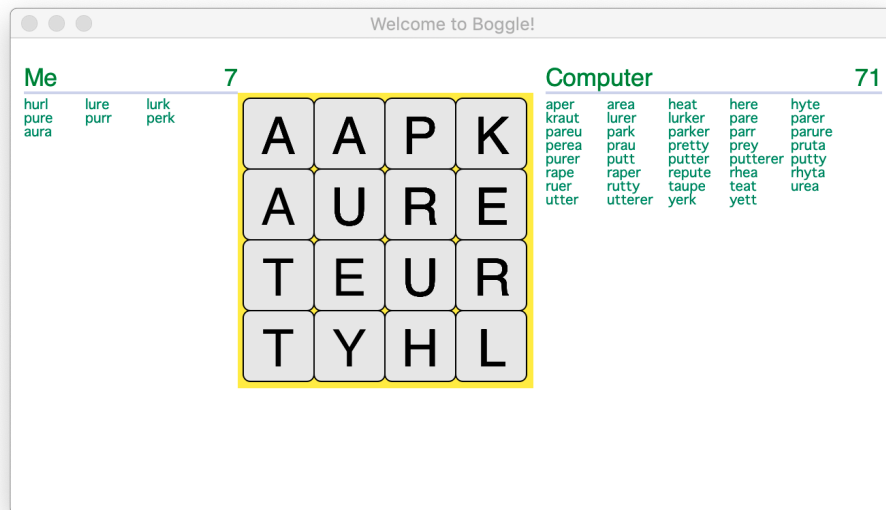 Welcome to Boggle!
Me 7
hurl lure lurk
pure purr perk
aura
A A P K
A U R E
T E U R
T Y H L
Computer 71
aper area heat here hyte
kraut lurer lurker pare parer
pareu park parker parr parure
perea prau pretty prey pruta
purer putt putter putterer putty
rape raper repute rhea rhyta
ruer rutty taupe teat urea
utter utterer yerk yett